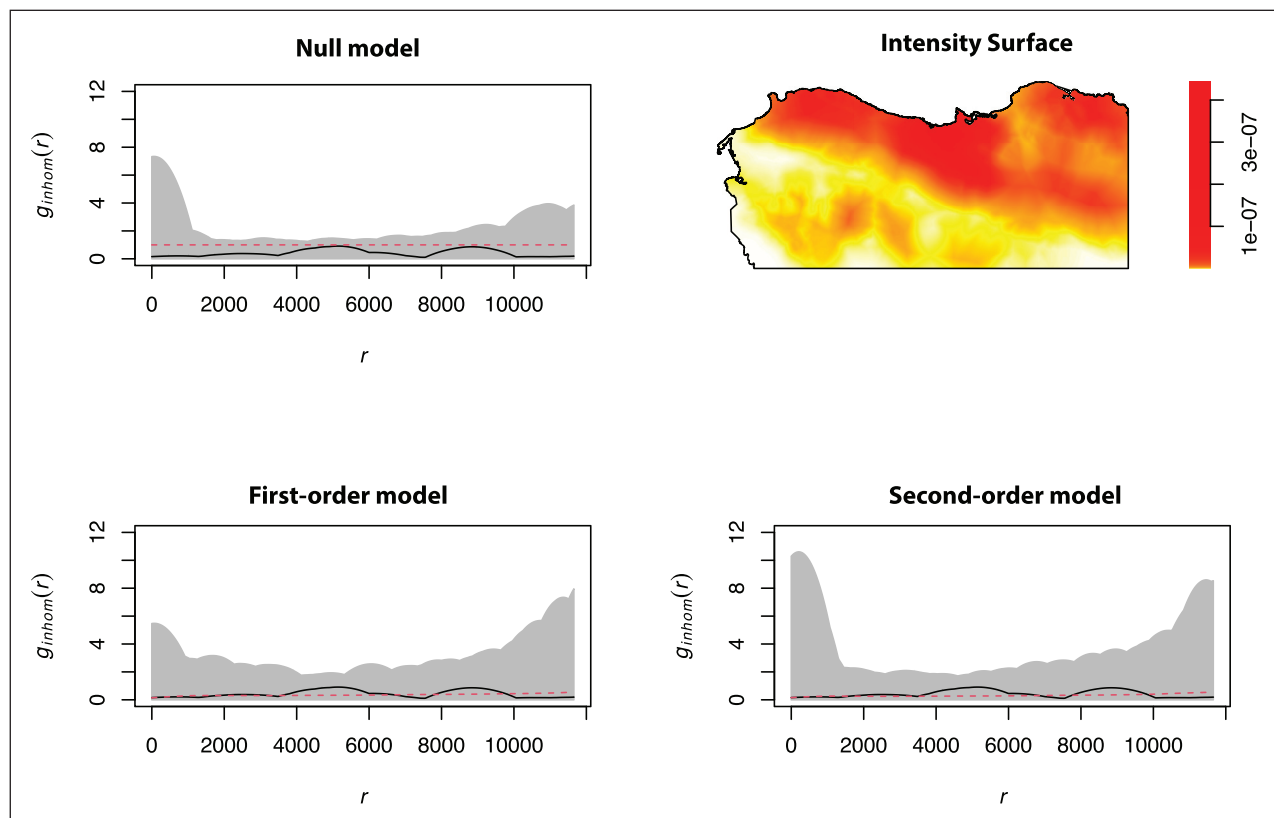 Null model
12
8
4
0
g_inhom(r)
0 2000 4000 6000 8000 10000
r
Intensity Surface
3e−07
1e−07
First-order model
12
8
4
0
g_inhom(r)
0 2000 4000 6000 8000 10000
r
Second-order model
12
8
4
0
g_inhom(r)
0 2000 4000 6000 8000 10000
r